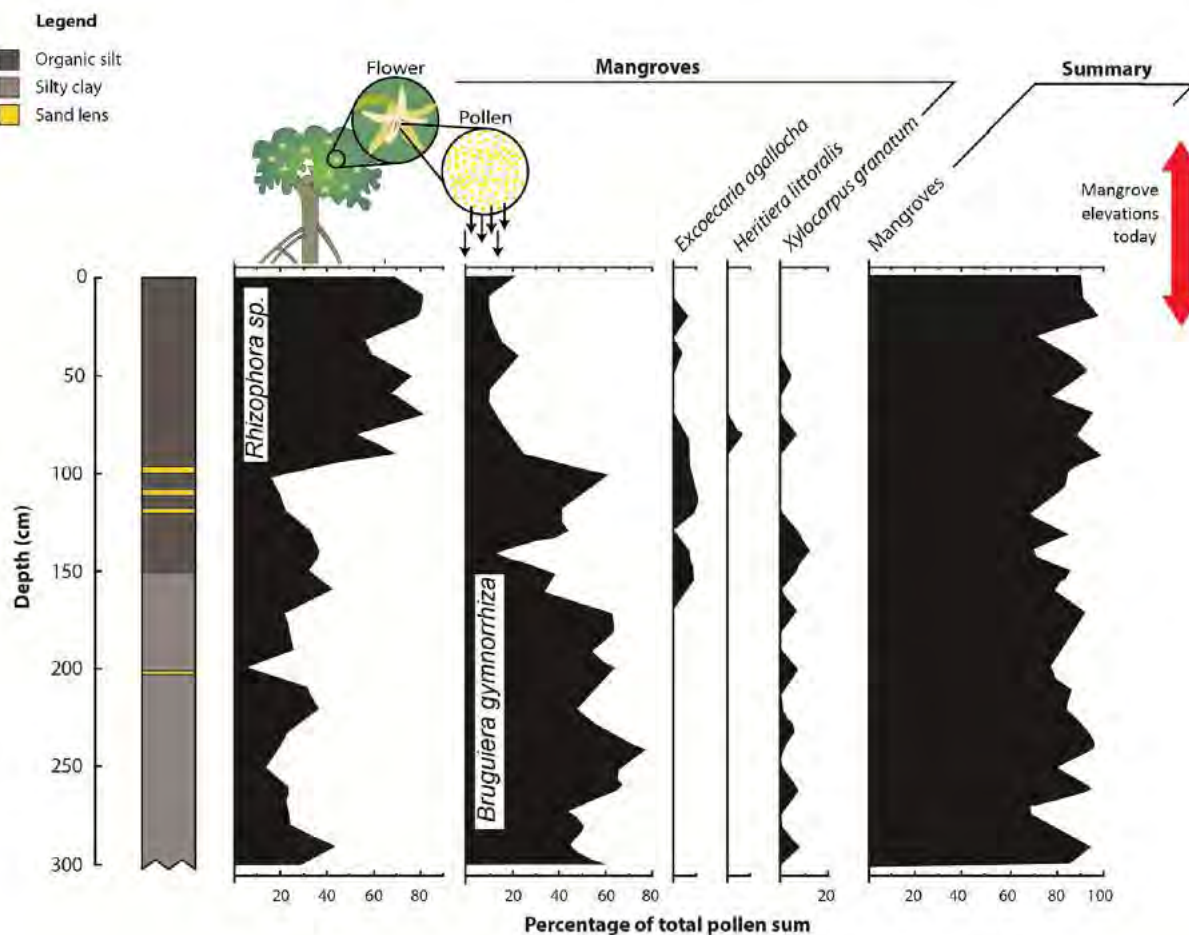 Legend
Organic silt
Silty clay
Sand lens
Flower
Pollen
Mangroves
Summary
Excoecaria agallocha
Heritiera littoralis
Xylocarpus granatum
Mangroves
Mangrove
elevations
today
Rhizophora sp.
Bruguiera gymnorrhiza
Depth (cm)
0
50
100
150
200
250
300
20 40 60 80
20 40 60 80
20
20 40 60 80 100
Percentage of total pollen sum